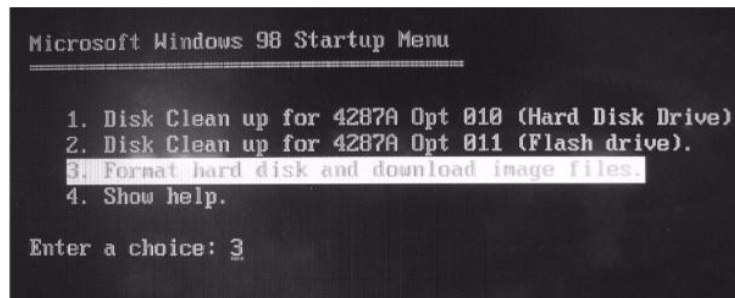 Microsoft Windows 98 Startup Menu
1. Disk Clean up for 4287A Opt 010 (Hard Disk Drive)
2. Disk Clean up for 4287A Opt 011 (Flash drive).
3. Format hard disk and download image files.
4. Show help.
Enter a choice: 3